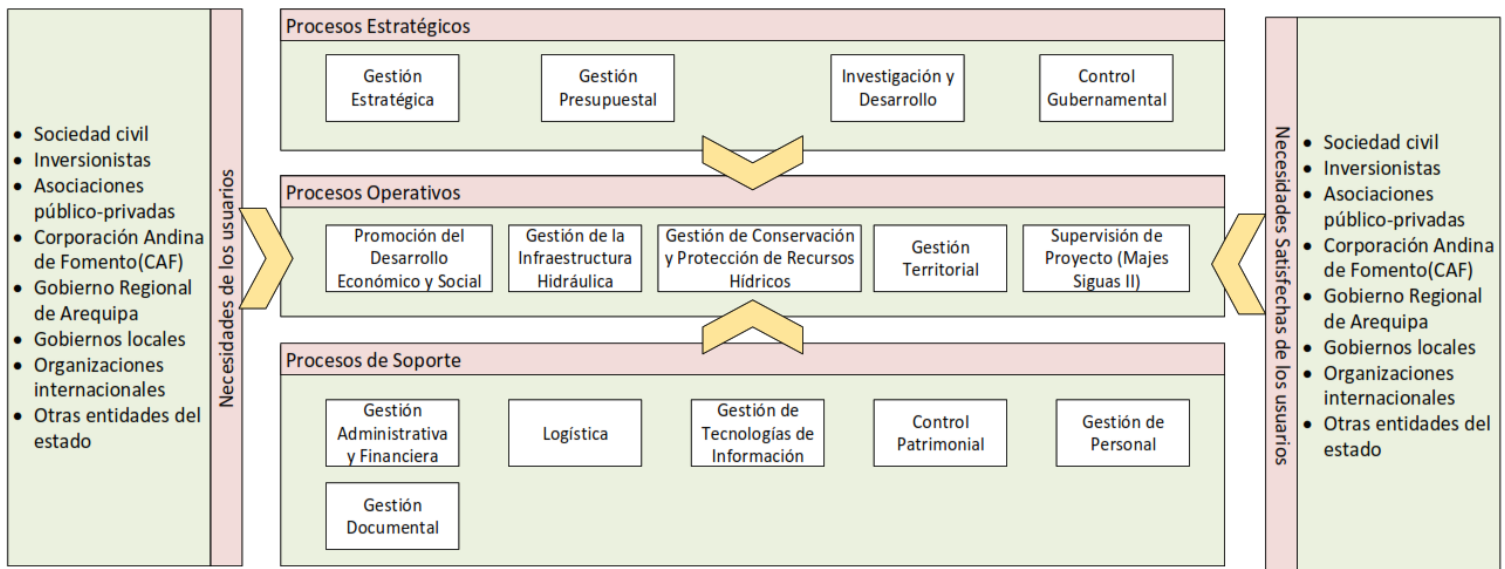 Sociedad civil
Inversionistas
Asociaciones
público-privadas
Corporación Andina
de Fomento(CAF)
Gobierno Regional
de Arequipa
Gobiernos locales
Organizaciones
internacionales
Otras entidades del
estado
Necesidades de los usuarios
Procesos Estratégicos
Gestión
Estratégica
Gestión
Presupuestal
Investigación y
Desarrollo
Control
Gubernamental
Procesos Operativos
Promoción del
Desarrollo
Económico y Social
Gestión de la
Infraestructura
Hidráulica
Gestión de Conservación
y Protección de Recursos
Hídricos
Gestión
Territorial
Supervisión de
Proyecto (Majes
Siguas II)
Procesos de Soporte
Gestión
Administrativa
y Financiera
Logística
Gestión de
Tecnologías de
Información
Control
Patrimonial
Gestión de
Personal
Gestión
Documental
Necesidades Satisfechas de los usuarios
Sociedad civil
Inversionistas
Asociaciones
público-privadas
Corporación Andina
de Fomento(CAF)
Gobierno Regional
de Arequipa
Gobiernos locales
Organizaciones
internacionales
Otras entidades del
estado